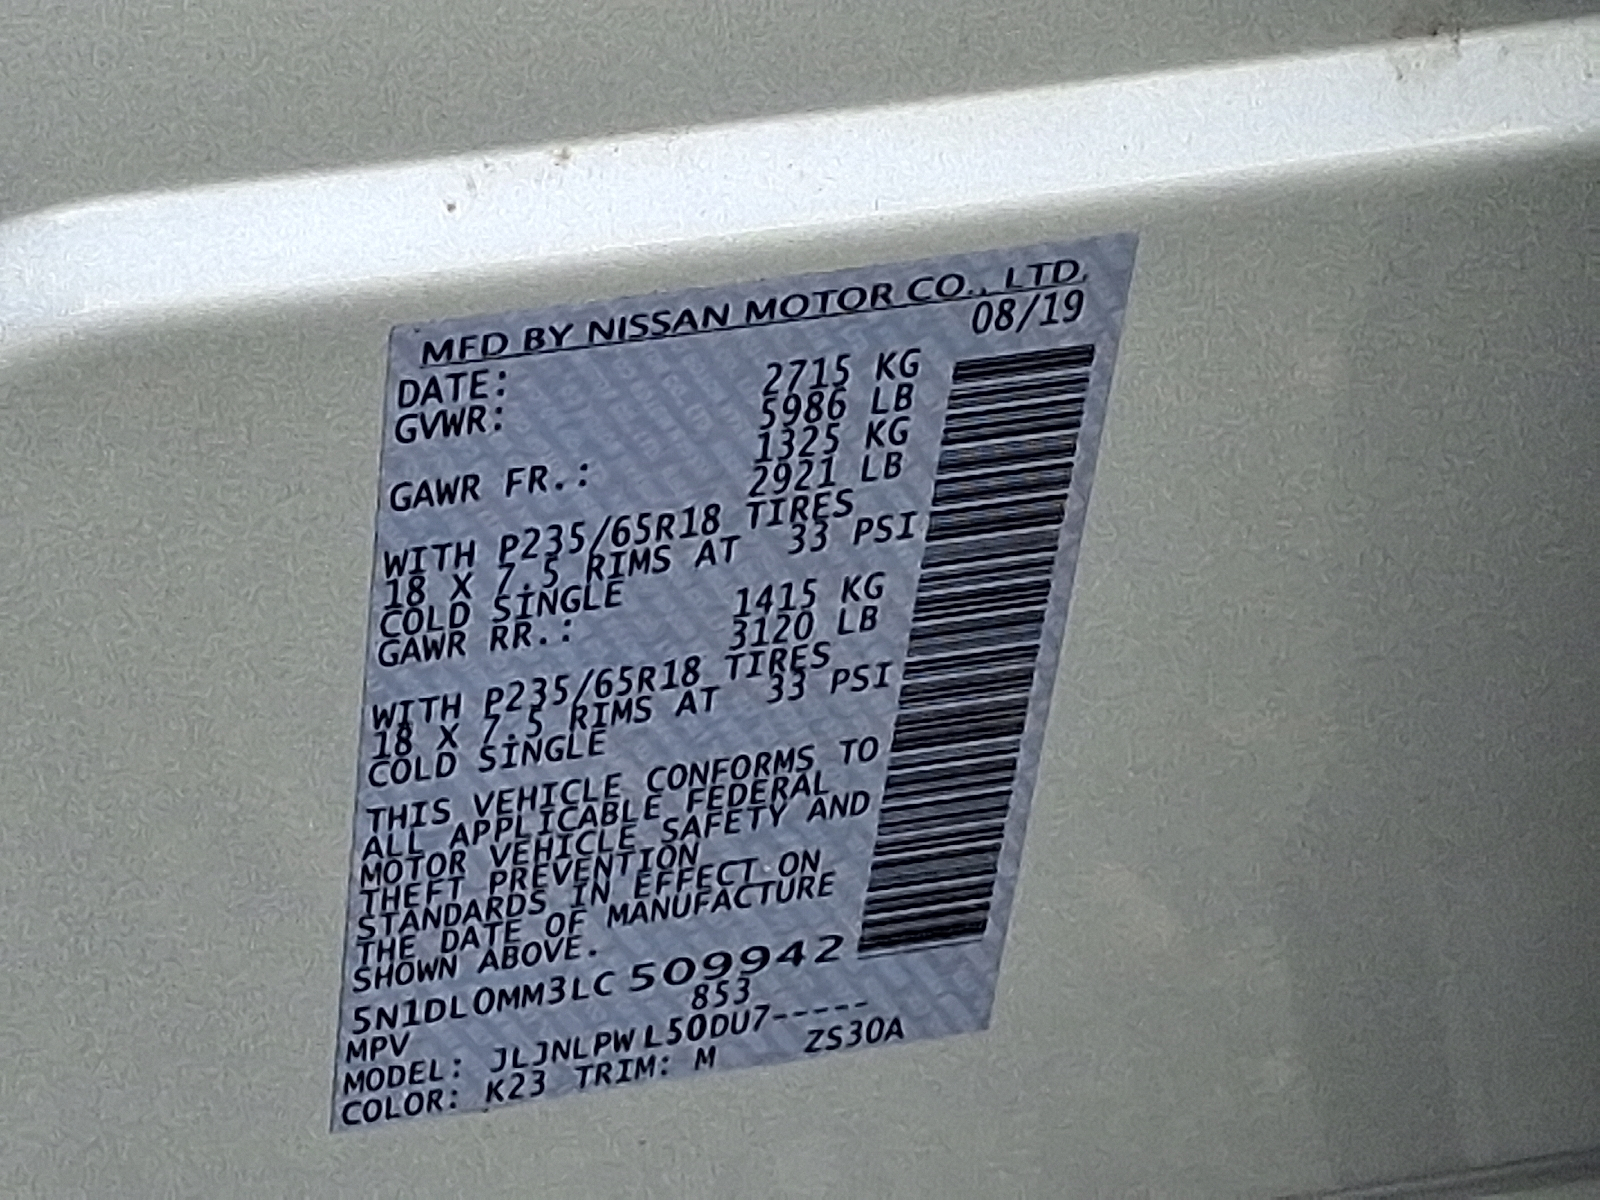 MFD BY NISSAN MOTOR CO., LTD.
DATE: 08/19
GVWR: 2715 KG
5986 LB
GAWR FR.: 1325 KG
2921 LB
WITH P235/65R18 TIRES
18 X 7.5 RIMS AT 33 PSI
COLD SINGLE
GAWR RR.: 1415 KG
3120 LB
WITH P235/65R18 TIRES
18 X 7.5 RIMS AT 33 PSI
COLD SINGLE
THIS VEHICLE CONFORMS TO
ALL APPLICABLE FEDERAL
MOTOR VEHICLE SAFETY AND
THEFT PREVENTION
STANDARDS IN EFFECT ON
THE DATE OF MANUFACTURE
SHOWN ABOVE.
5N1DL0MM3LC 509942
MPV 853
MODEL: JLJNLPW L50DU7-----
COLOR: K23 TRIM: M ZS30A